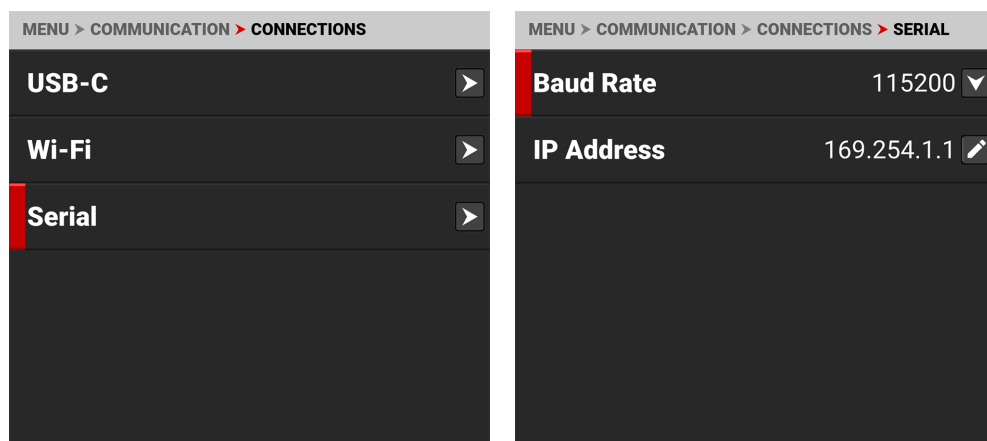 MENU > COMMUNICATION > CONNECTIONS
USB-C
Wi-Fi
Serial
MENU > COMMUNICATION > CONNECTIONS > SERIAL
Baud Rate 115200
IP Address 169.254.1.1